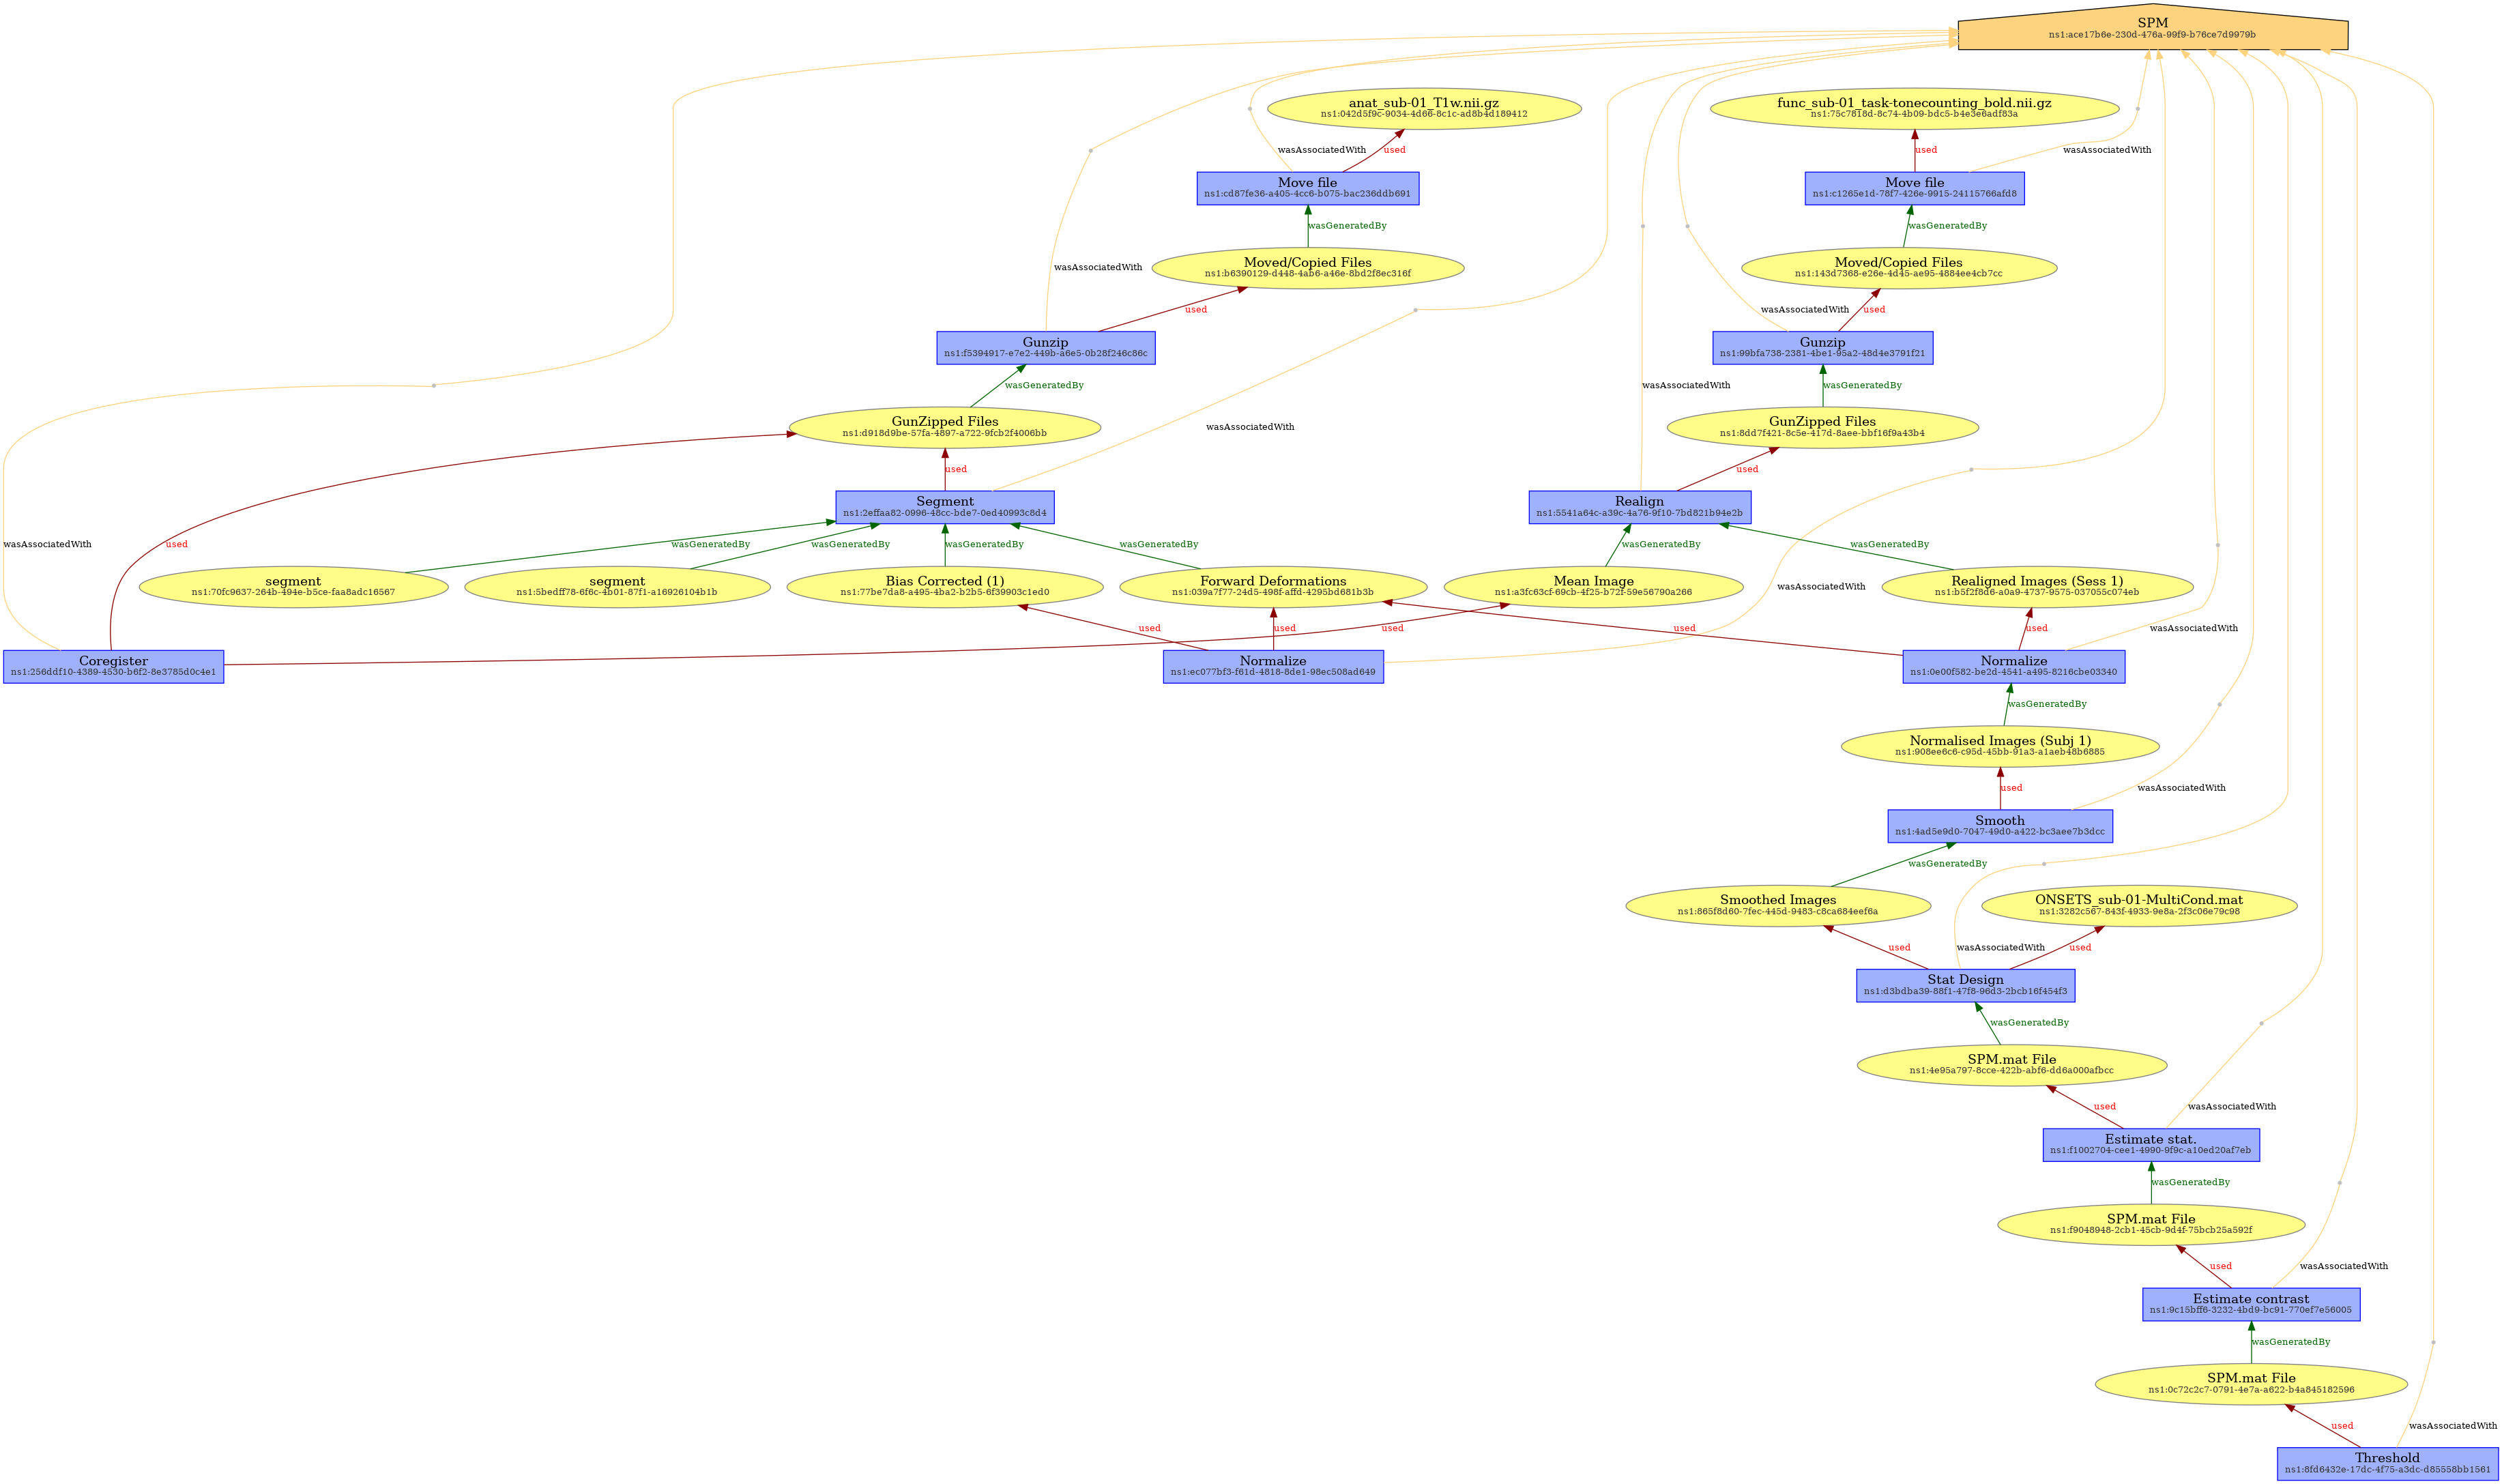 SPM
ns1:ace17b6e-230d-476a-99f9-b76ce7d9979b
anat_sub-01_T1w.nii.gz
ns1:042d5f9c-9034-4d66-8c1c-ad8b4d189412
func_sub-01_task-tonecounting_bold.nii.gz
ns1:75c7818d-8c74-4b09-bdc5-b4e3e6adf83a
wasAssociatedWith
used
used
wasAssociatedWith
Move file
ns1:cd87fe36-a405-4cc6-b075-bac236ddb691
Move file
ns1:c1265e1d-78f7-426e-9915-24115766afd8
wasGeneratedBy
wasGeneratedBy
wasAssociatedWith
Moved/Copied Files
ns1:b6390129-d448-4ab6-a46e-8bd2f8ec316f
Moved/Copied Files
ns1:143d7368-e26e-4d45-ae95-4884ee4cb7cc
used
wasAssociatedWith
used
Gunzip
ns1:f5394917-e7e2-449b-a6e5-0b28f246c86c
Gunzip
ns1:99bfa738-2381-4be1-95a2-48d4e3791f21
wasGeneratedBy
wasAssociatedWith
wasGeneratedBy
GunZipped Files
ns1:d918d9be-57fa-4897-a722-9fcb2f4006bb
wasAssociatedWith
GunZipped Files
ns1:8dd7f421-8c5e-417d-8aee-bbf16f9a43b4
used
used
Segment
ns1:2effaa82-0996-48cc-bde7-0ed40993c8d4
Realign
ns1:5541a64c-a39c-4a76-9f10-7bd821b94e2b
wasAssociatedWith
used
wasGeneratedBy
wasGeneratedBy
wasGeneratedBy
wasGeneratedBy
wasGeneratedBy
wasGeneratedBy
segment
ns1:70fc9637-264b-494e-b5ce-faa8adc16567
segment
ns1:5bedff78-6f6c-4b01-87f1-a16926104b1b
Bias Corrected (1)
ns1:77be7da8-a495-4ba2-b2b5-6f39903c1ed0
Forward Deformations
ns1:039a7f77-24d5-498f-affd-4295bd681b3b
Mean Image
ns1:a3fc63cf-69cb-4f25-b72f-59e56790a266
wasAssociatedWith
Realigned Images (Sess 1)
ns1:b5f2f8d6-a0a9-4737-9575-037055c074eb
used
used
used
used
used
wasAssociatedWith
Coregister
ns1:256ddf10-4389-4530-b6f2-8e3785d0c4e1
Normalize
ns1:ec077bf3-f61d-4818-8de1-98ec508ad649
Normalize
ns1:0e00f582-be2d-4541-a495-8216cbe03340
wasGeneratedBy
Normalised Images (Subj 1)
ns1:908ee6c6-c95d-45bb-91a3-a1aeb48b6885
used
wasAssociatedWith
Smooth
ns1:4ad5e9d0-7047-49d0-a422-bc3aee7b3dcc
wasGeneratedBy
Smoothed Images
ns1:865f8d60-7fec-445d-9483-c8ca684eef6a
ONSETS_sub-01-MultiCond.mat
ns1:3282c567-843f-4933-9e8a-2f3c06e79c98
used
wasAssociatedWith
used
Stat Design
ns1:d3bdba39-88f1-47f8-96d3-2bcb16f454f3
wasGeneratedBy
SPM.mat File
ns1:4e95a797-8cce-422b-abf6-dd6a000afbcc
used
wasAssociatedWith
Estimate stat.
ns1:f1002704-cee1-4990-9f9c-a10ed20af7eb
wasGeneratedBy
SPM.mat File
ns1:f9048948-2cb1-45cb-9d4f-75bcb25a592f
used
wasAssociatedWith
Estimate contrast
ns1:9c15bff6-3232-4bd9-bc91-770ef7e56005
wasGeneratedBy
SPM.mat File
ns1:0c72c2c7-0791-4e7a-a622-b4a845182596
used
wasAssociatedWith
Threshold
ns1:8fd6432e-17dc-4f75-a3dc-d85558bb1561